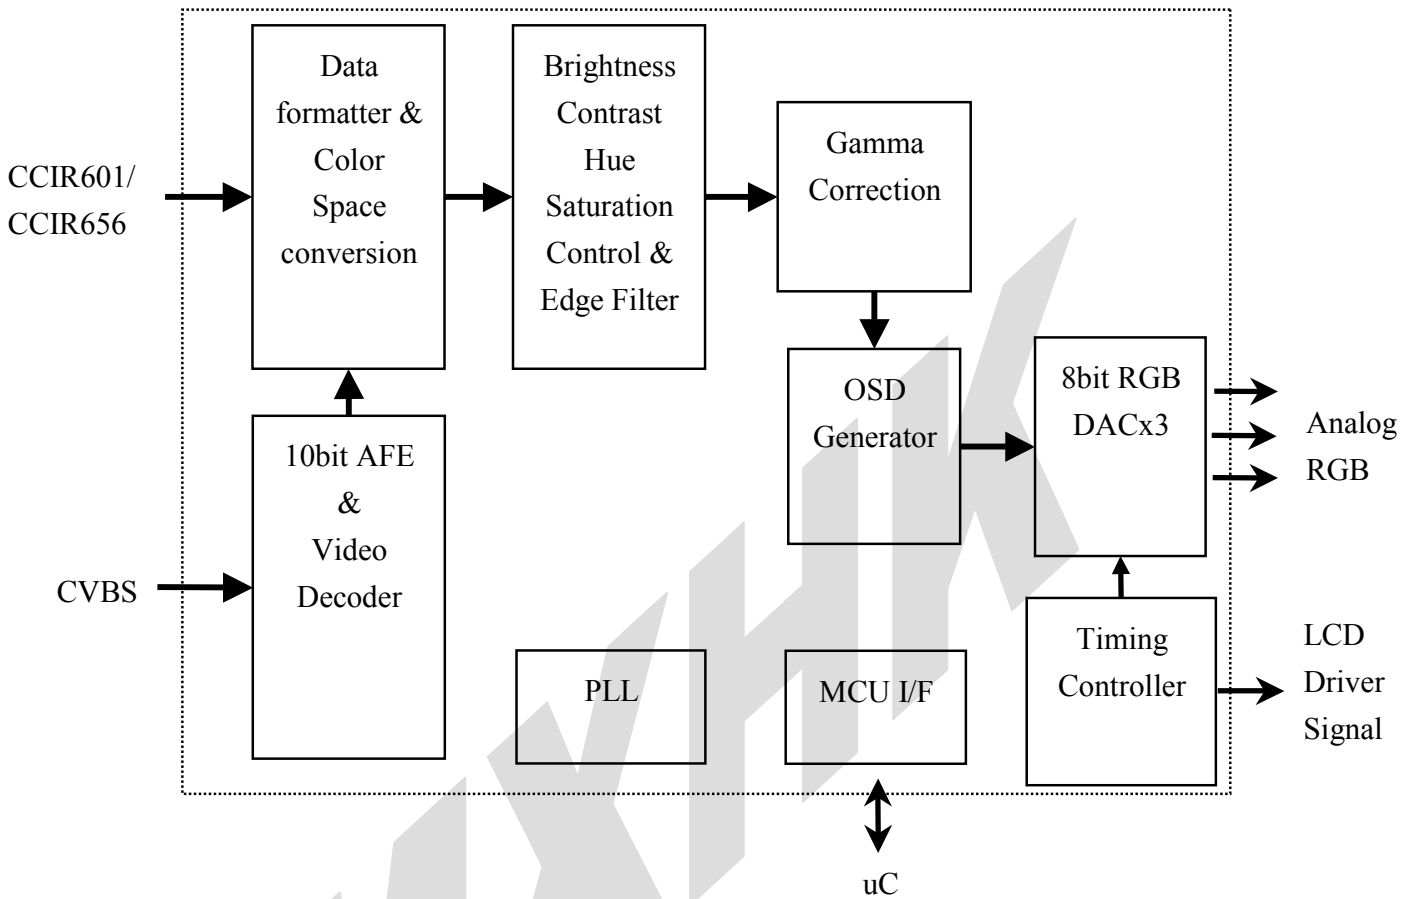 CCIR601/
CCIR656
Data
formatter &
Color
Space
conversion
Brightness
Contrast
Hue
Saturation
Control &
Edge Filter
Gamma
Correction
OSD
Generator
8bit RGB
DACx3
Analog
RGB
CVBS
10bit AFE
&
Video
Decoder
PLL
MCU I/F
Timing
Controller
LCD
Driver
Signal
uC